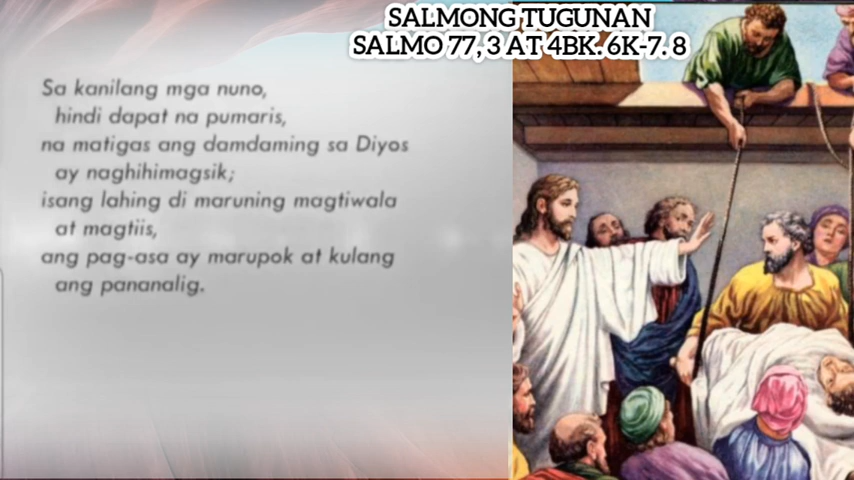 SALMONG TUGUNAN
SALMO 77, 3 AT 4BK. 6K-7. 8
Sa kanilang mga nuno,
hindi dapat na pumaris,
na matigas ang damdaming sa Diyos
ay naghihimagsik;
isang lahing di maruning magtiwala
at magtiis,
ang pag-asa ay marupok at kulang
ang pananalig.